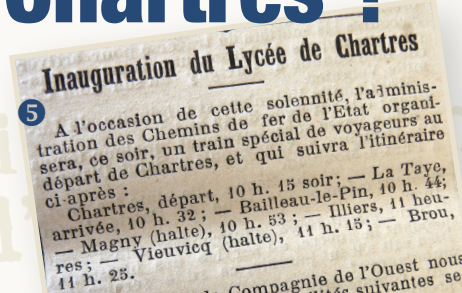 Chartres !
Inauguration du Lycée de Chartres
5
A l'occasion de cette solennité, l'adminis-
tration des Chemins de fer de l'Etat organi-
sera, ce soir, un train spécial de voyageurs au
départ de Chartres, et qui suivra l'itinéraire
ci-après :
Chartres, départ, 10 h. 15 soir; — La Taye,
arrivée, 10 h. 32; — Bailleau-le-Pin, 10 h. 44;
— Magny (halte), 10 h. 53; — Illiers, 11 heu-
res; — Vieuvicq (halte), 11 h. 15; — Brou,
11 h. 25.
Compagnie de l'Ouest nous
suivantes se